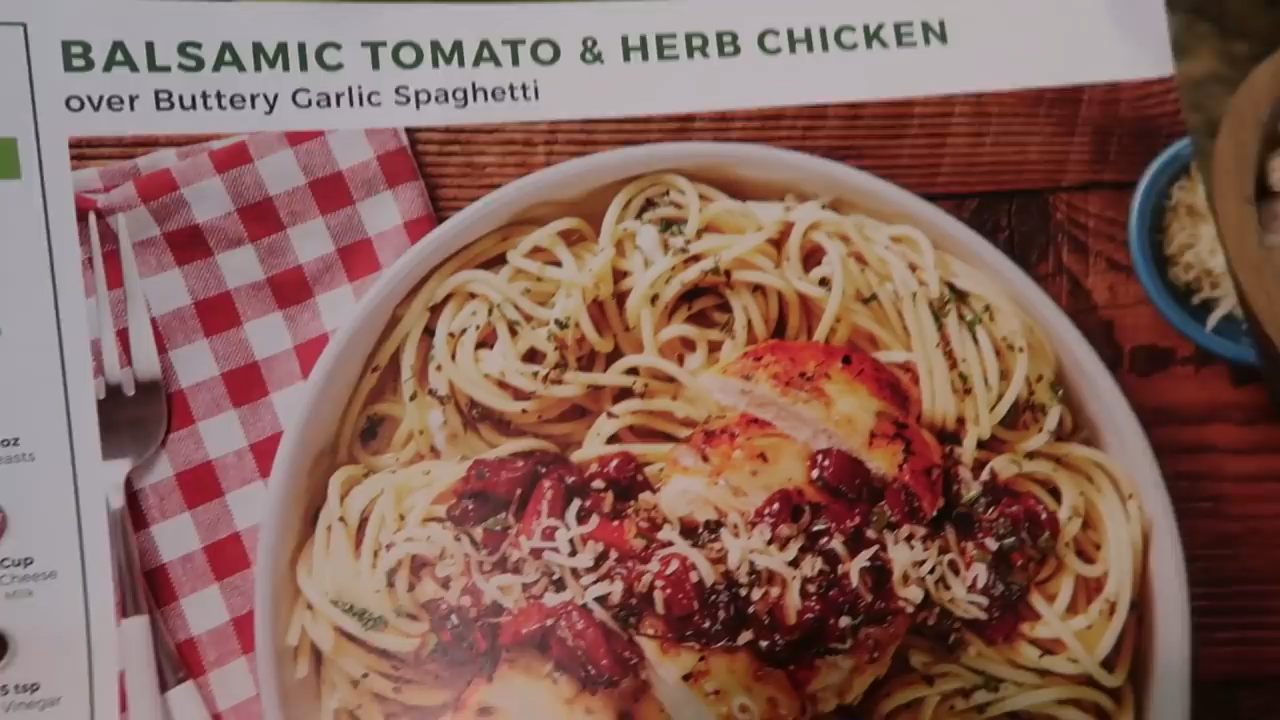 BALSAMIC TOMATO & HERB CHICKEN
over Buttery Garlic Spaghetti
oz
easts
Cup
Cheese
Milk
5 tsp
Vinegar